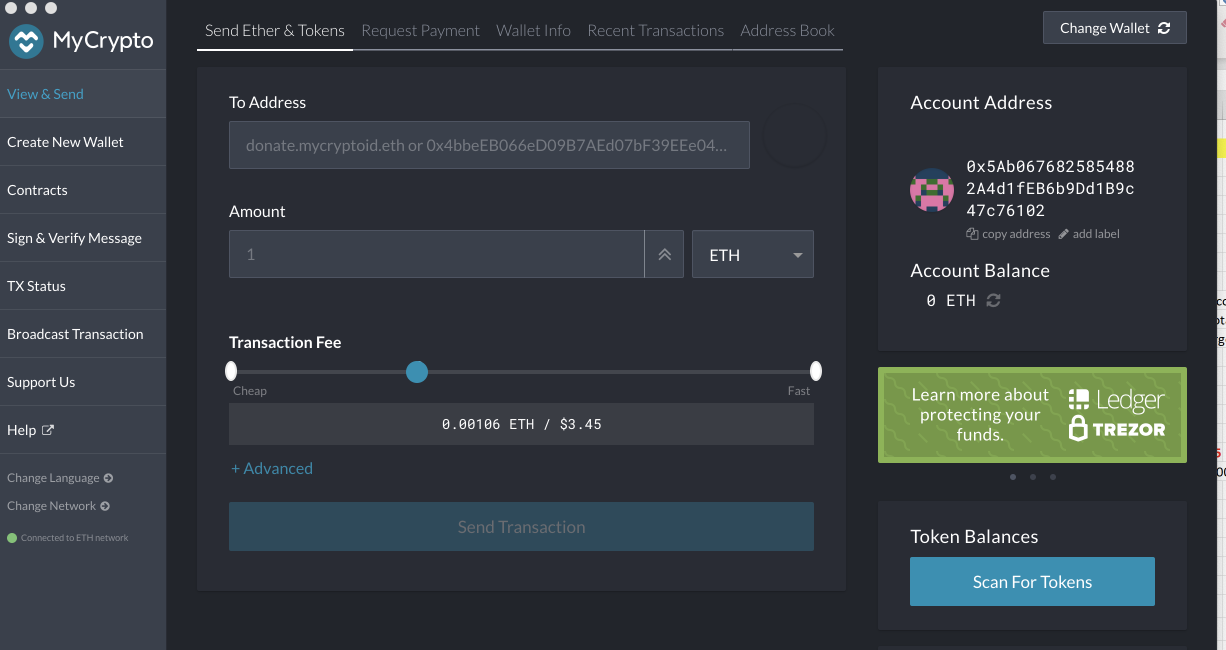 MyCrypto
View & Send
Create New Wallet
Contracts
Sign & Verify Message
TX Status
Broadcast Transaction
Support Us
Help
Change Language
Change Network
Connected to ETH network
Send Ether & Tokens
Request Payment
Wallet Info
Recent Transactions
Address Book
Change Wallet
To Address
donate.mycryptoid.eth or 0x4bbeEB066eD09B7AEd07bF39EEe04...
Amount
1
ETH
Transaction Fee
Cheap
Fast
0.00106 ETH / $3.45
+ Advanced
Send Transaction
Account Address
0x5Ab067682585488
2A4d1fEB6b9Dd1B9c
47c76102
copy address
add label
Account Balance
0 ETH
Learn more about
protecting your
funds.
Ledger
TREZOR
Token Balances
Scan For Tokens